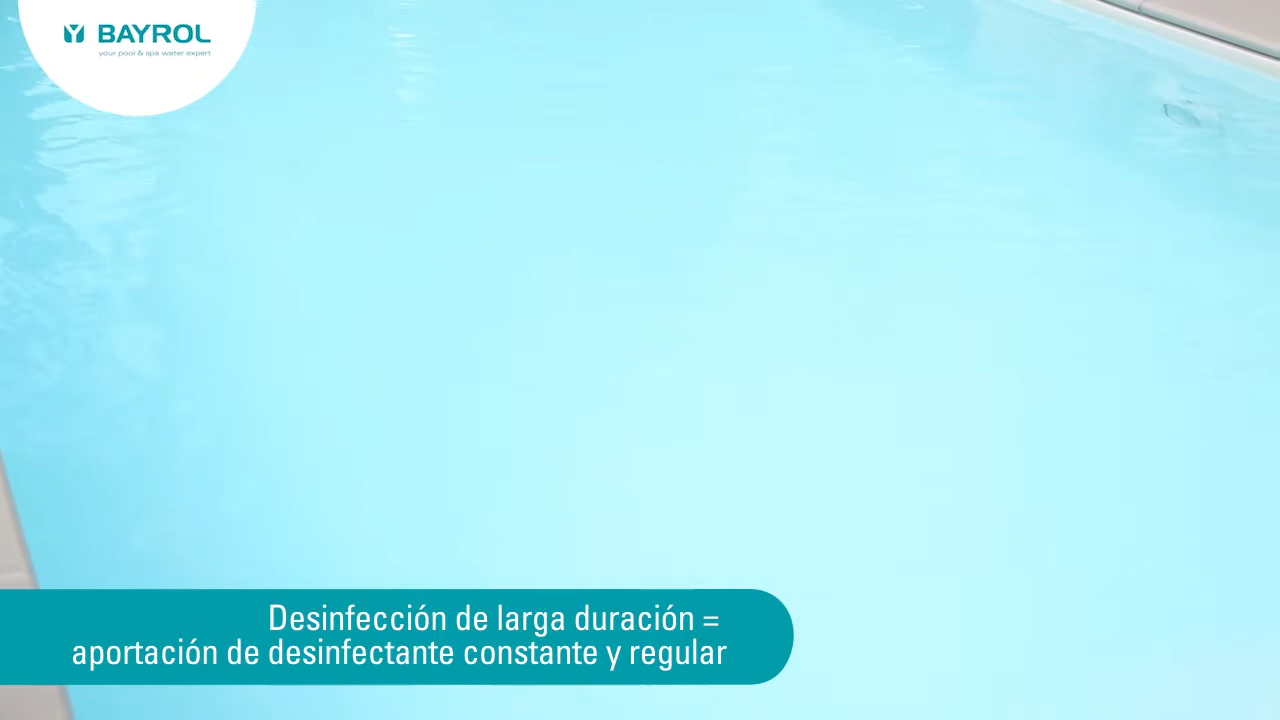 BAYROL
your pool & spa water expert
Desinfección de larga duración =
aportación de desinfectante constante y regular